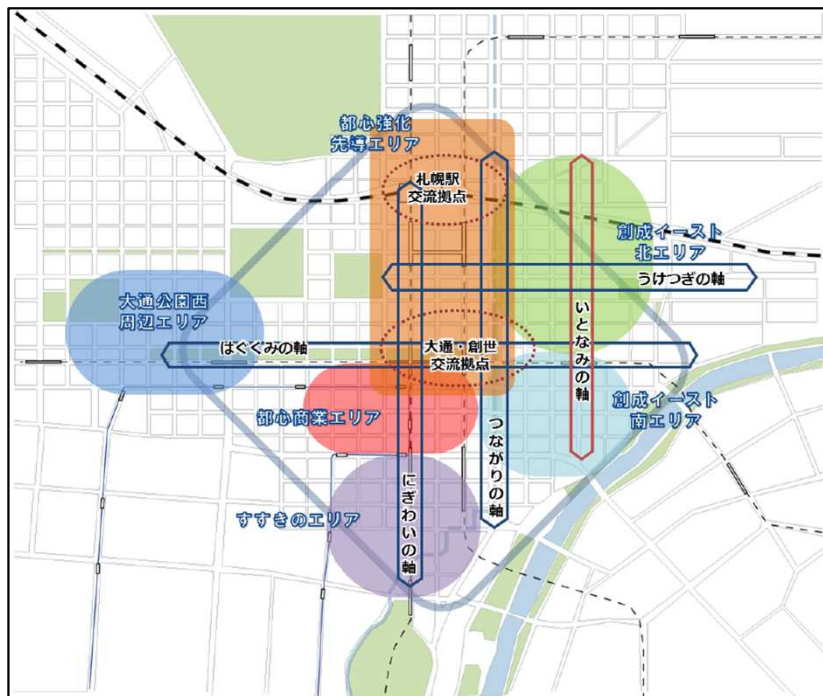 都心強化
先導エリア
札幌駅
交流拠点
創成イースト
北エリア
うけつぎの軸
大通公園西
周辺エリア
いとなみの軸
はぐくみの軸
大通・創世
交流拠点
都心商業エリア
創成イースト
南エリア
つながりの軸
にぎわいの軸
すすきのエリア